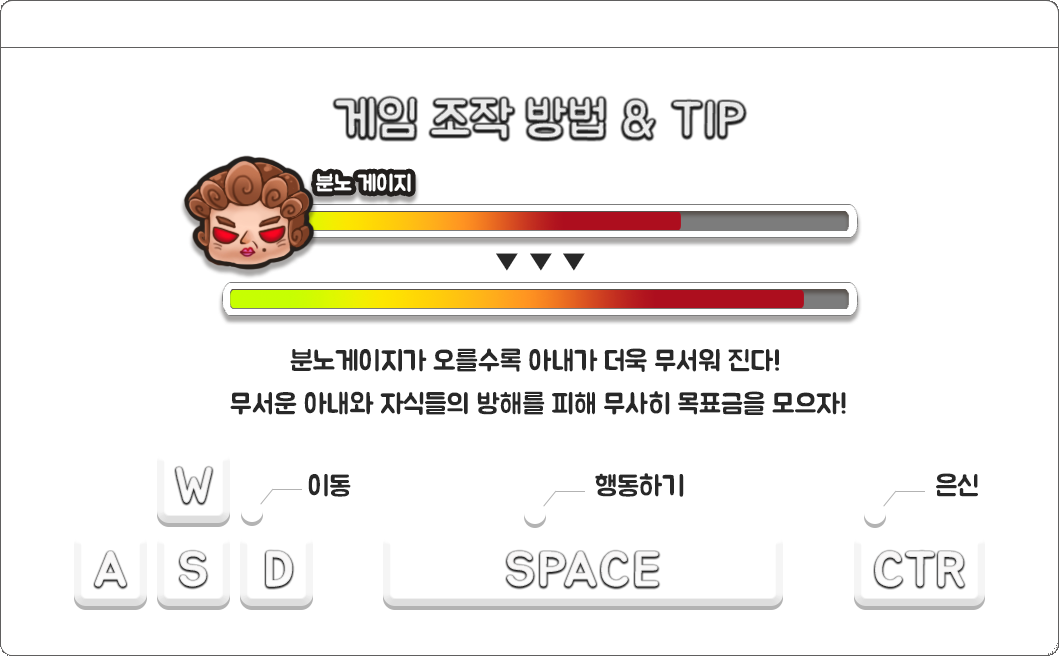 게임 조작 방법 & TIP
분노 게이지
분노게이지가 오를수록 아내가 더욱 무서워 진다!
무서운 아내와 자식들의 방해를 피해 무사히 목표금을 모으자!
W 이동 행동하기 은신
A S D SPACE CTR